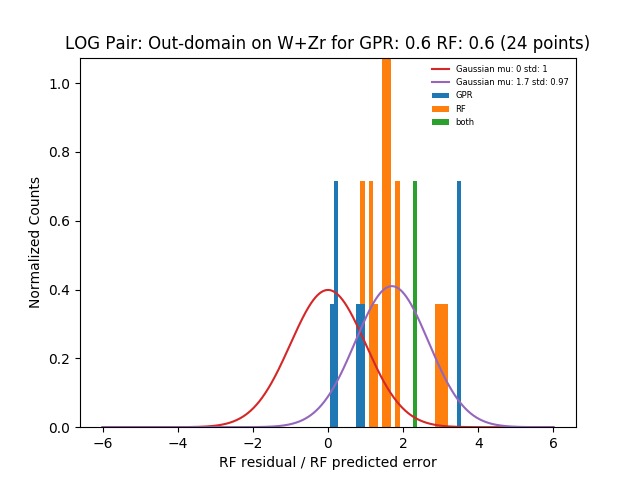 LOG Pair: Out-domain on W+Zr for GPR: 0.6 RF: 0.6 (24 points)
Gaussian mu: 0 std: 1
Gaussian mu: 1.7 std: 0.97
GPR
RF
both
Normalized Counts
1.0
0.8
0.6
0.4
0.2
0.0
−6 −4 −2 0 2 4 6
RF residual / RF predicted error